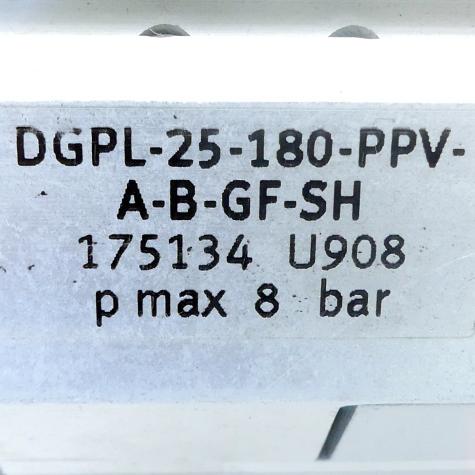 DGPL-25-180-PPV-
A-B-GF-SH
175134 U908
p max 8 bar